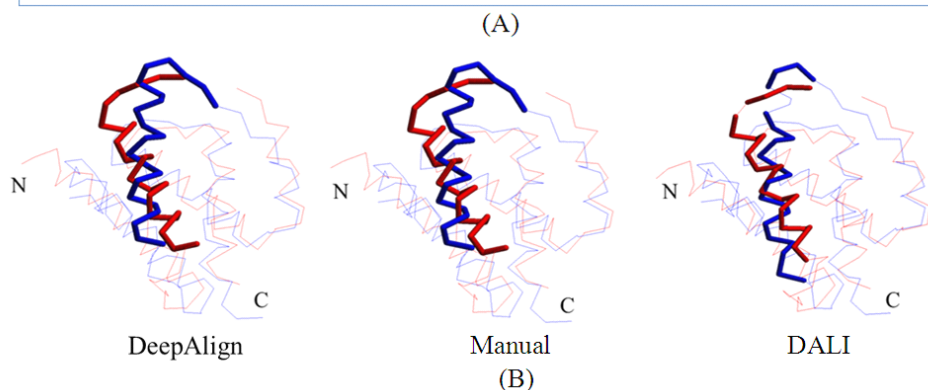 (A)
N N N
C C C
DeepAlign Manual DALI
(B)